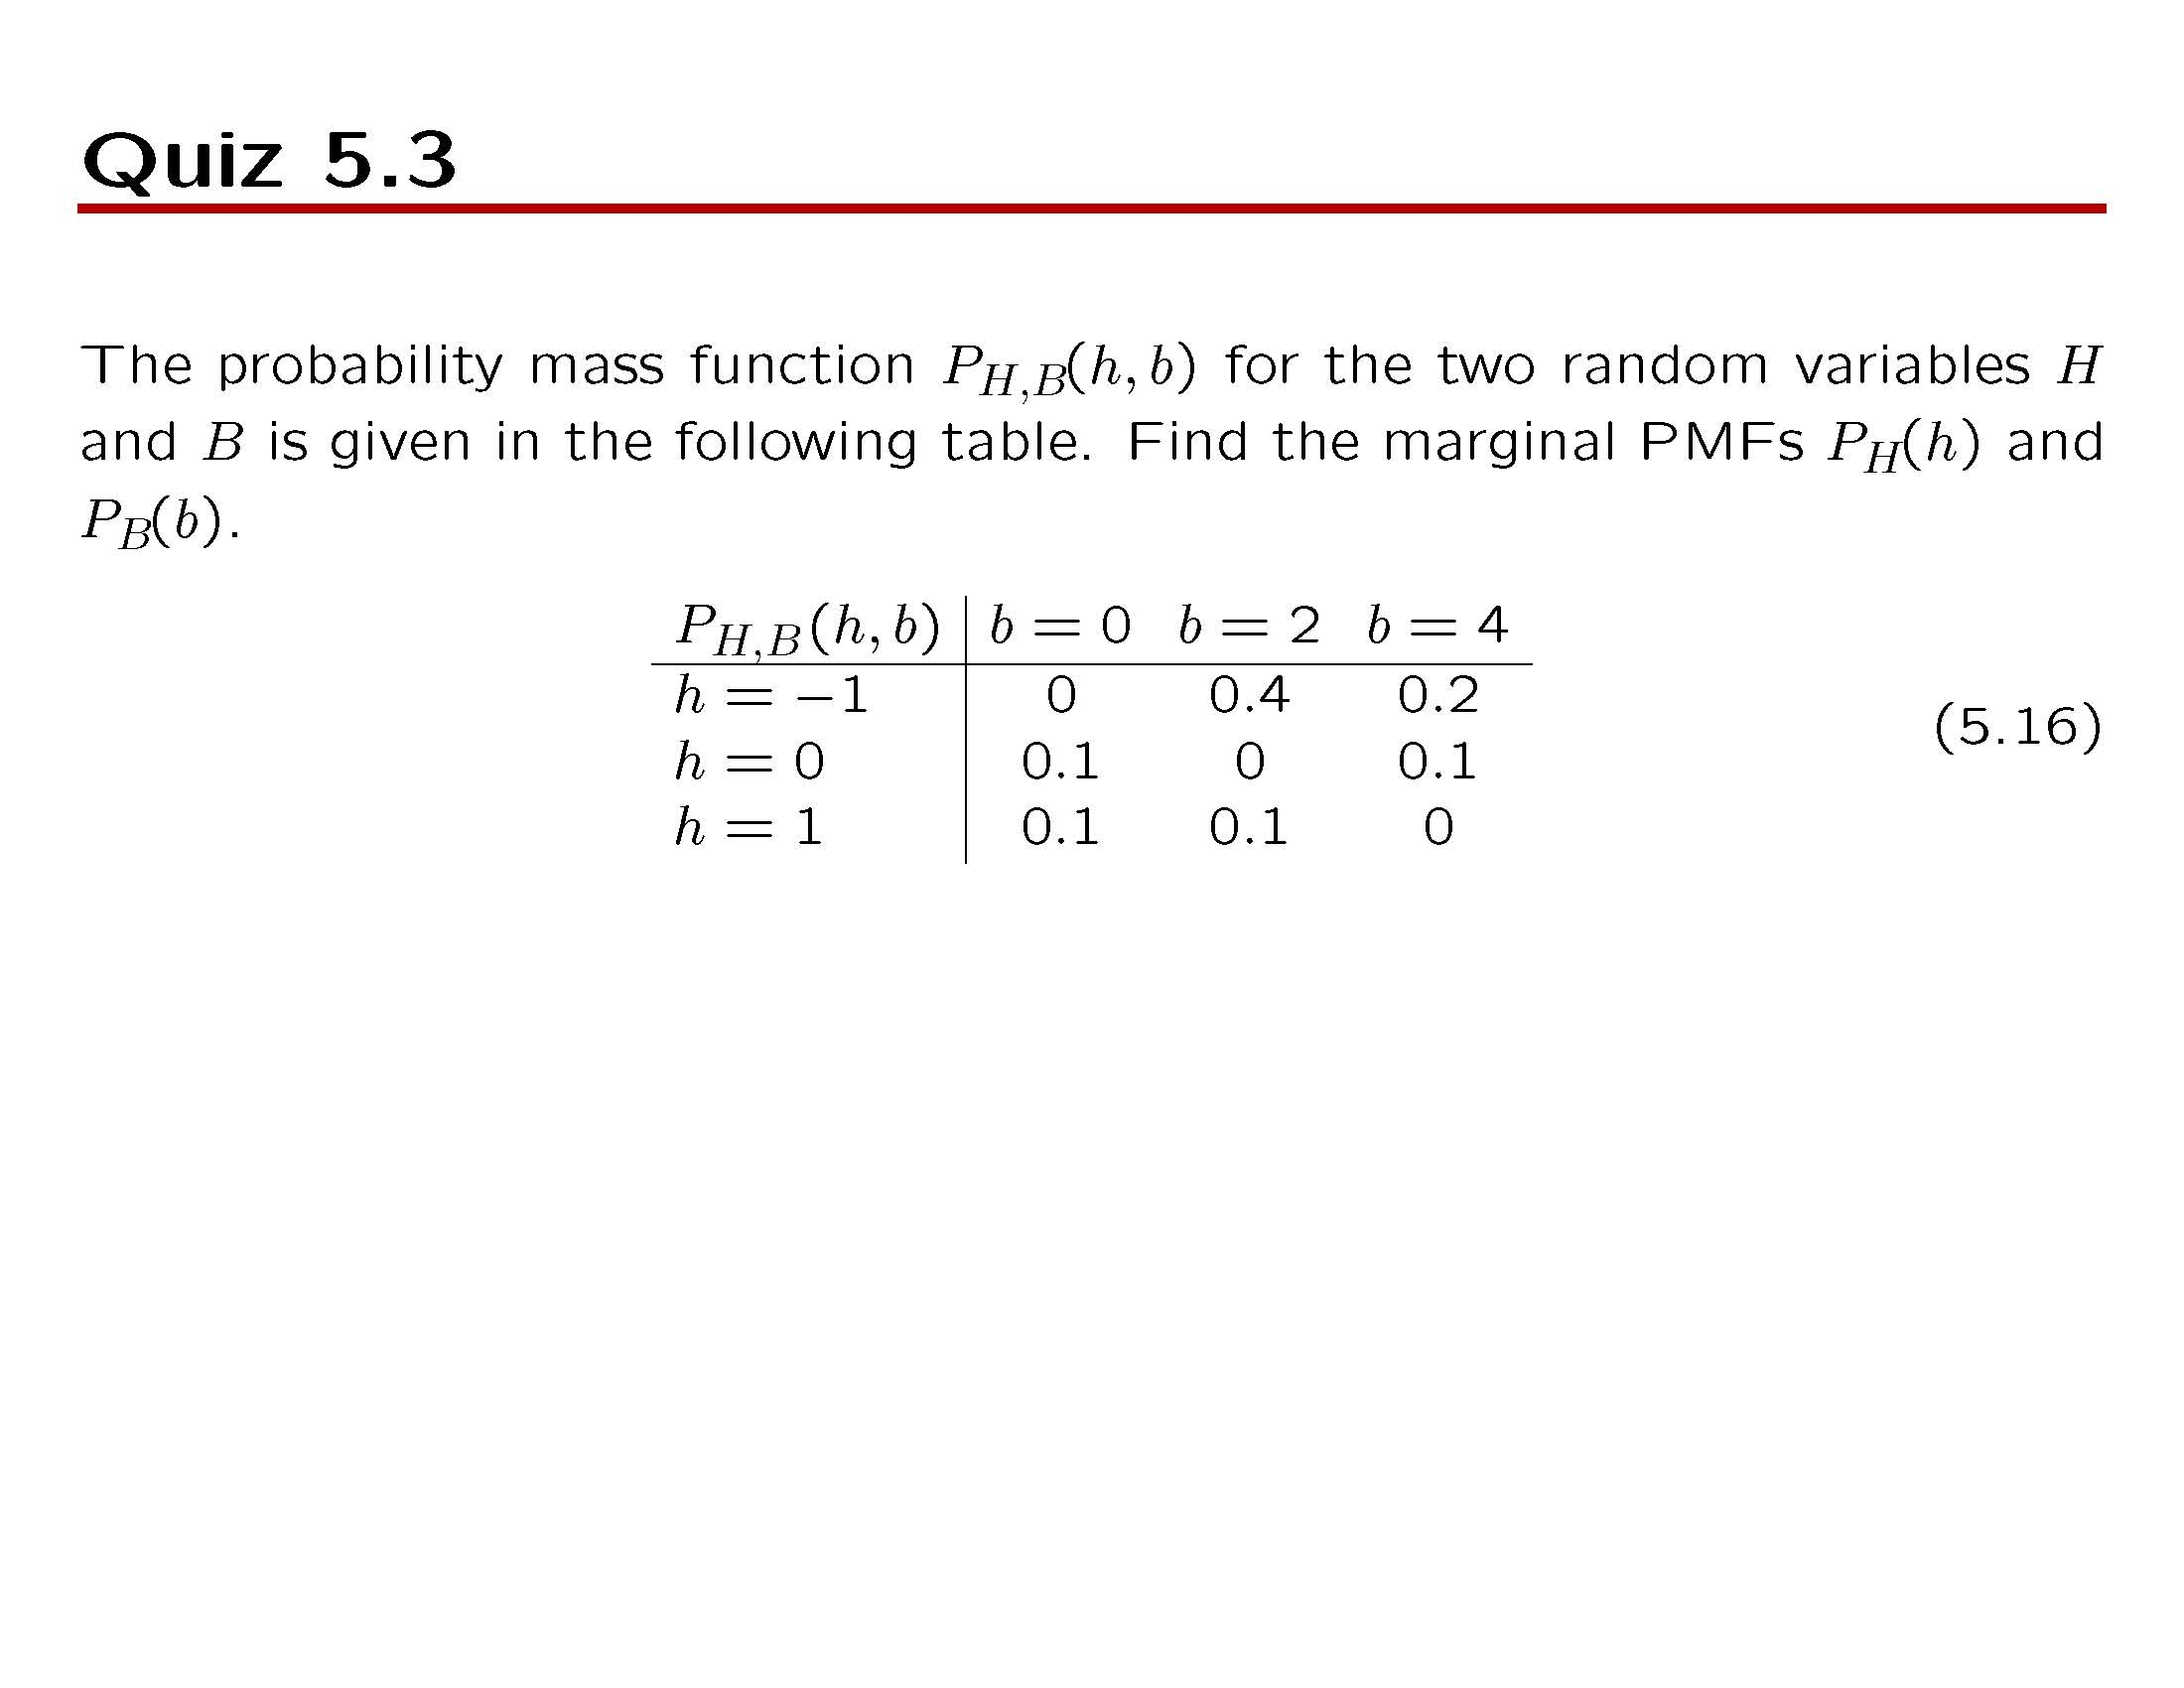 Quiz 5.3
The probability mass function P_{H,B}(h, b) for the two random variables H
and B is given in the following table. Find the marginal PMFs P_H(h) and
P_B(b).
P_{H,B}(h, b) b = 0 b = 2 b = 4
h = −1 0 0.4 0.2
h = 0 0.1 0 0.1
h = 1 0.1 0.1 0
(5.16)